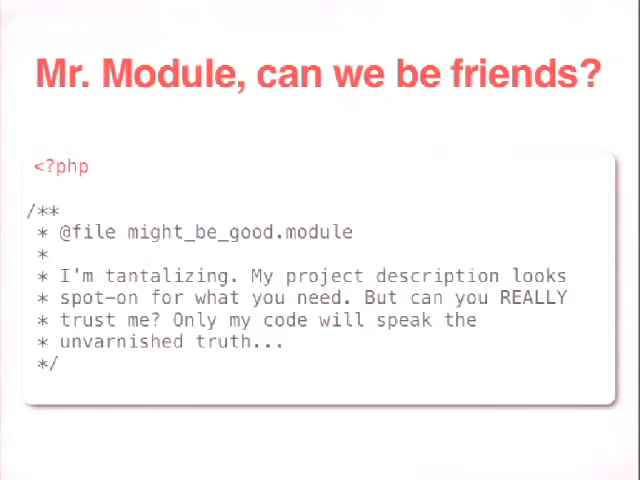 Mr. Module, can we be friends?
<?php
/**
* @file might_be_good.module
*
* I'm tantalizing. My project description looks
* spot-on for what you need. But can you REALLY
* trust me? Only my code will speak the
* unvarnished truth...
*/